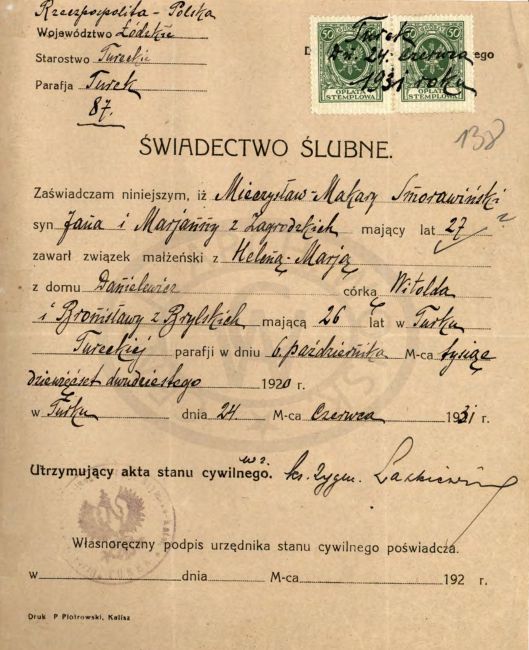 Rzeczpospolita-Polska
Województwo Łódzkie
Starostwo Tureckie
Parafja Turek
87.
50 50
OPŁATA STEMPLOWA OPŁATA STEMPLOWA
Turek
d. 24. Czerwca
1931 roku
D ego
138
ŚWIADECTWO ŚLUBNE.
Zaświadczam niniejszym, iż Mieczysław-Makary Smorawiński
syn Jana i Marjanny z Zagrodzkich mający lat 27 ?
zawarł związek małżeński z Heleną-Marją
z domu Danielewicz córką Witolda
i Bronisławy z Brylskich mającą 26 lat w Turku
Tureckiej parafji w dniu 6. października M-ca tysiąc
dziewięćset dwudziestego 1920 r.
w Turku dnia 24 M-ca Czerwca 1931 r.
Utrzymujący akta stanu cywilnego. w z. ks. Zygm.
Własnoręczny podpis urzędnika stanu cywilnego poświadcza.
w dnia M-ca 192 r.
Druk P Piotrowski, Kalisz